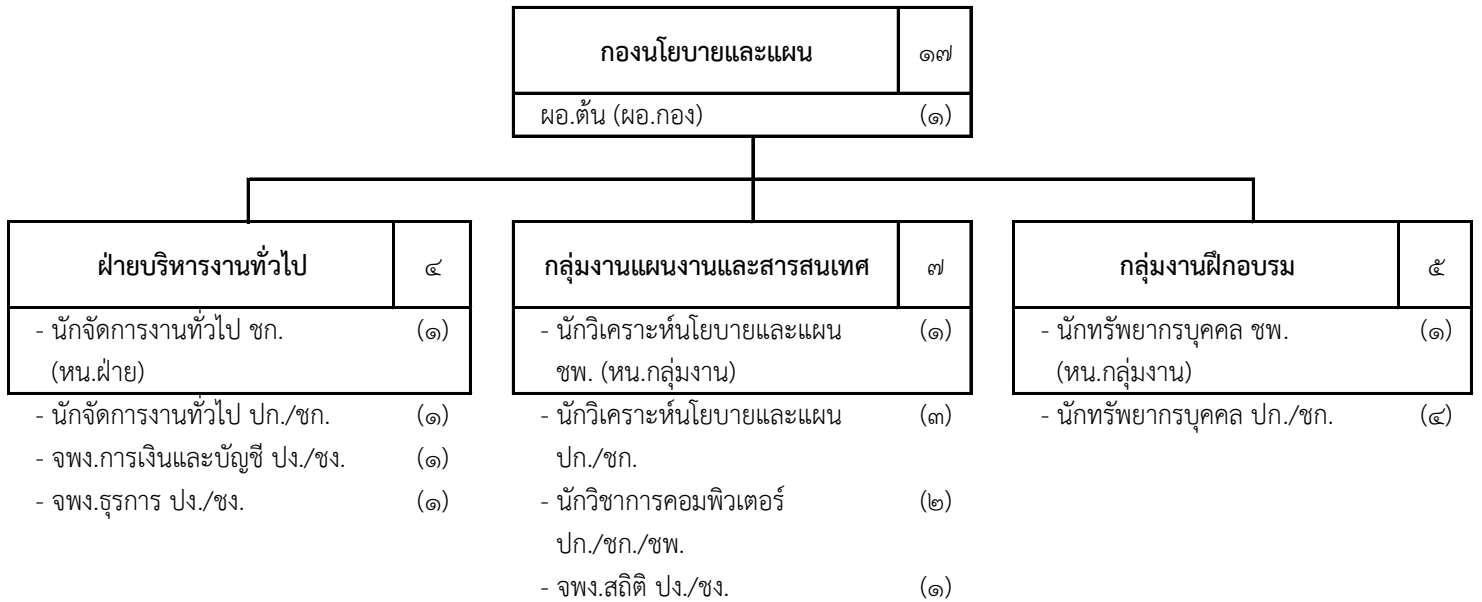 กองนโยบายและแผน ๑๗
ผอ.ต้น (ผอ.กอง) (๑)
ฝ่ายบริหารงานทั่วไป ๔
- นักจัดการงานทั่วไป ชก. (๑)
(หน.ฝ่าย)
- นักจัดการงานทั่วไป ปก./ชก. (๑)
- จพง.การเงินและบัญชี ปง./ชง. (๑)
- จพง.ธุรการ ปง./ชง. (๑)
กลุ่มงานแผนงานและสารสนเทศ ๗
- นักวิเคราะห์นโยบายและแผน (๑)
ชพ. (หน.กลุ่มงาน)
- นักวิเคราะห์นโยบายและแผน (๓)
ปก./ชก.
- นักวิชาการคอมพิวเตอร์ (๒)
ปก./ชก./ชพ.
- จพง.สถิติ ปง./ชง. (๑)
กลุ่มงานฝึกอบรม ๕
- นักทรัพยากรบุคคล ชพ. (๑)
(หน.กลุ่มงาน)
- นักทรัพยากรบุคคล ปก./ชก. (๔)